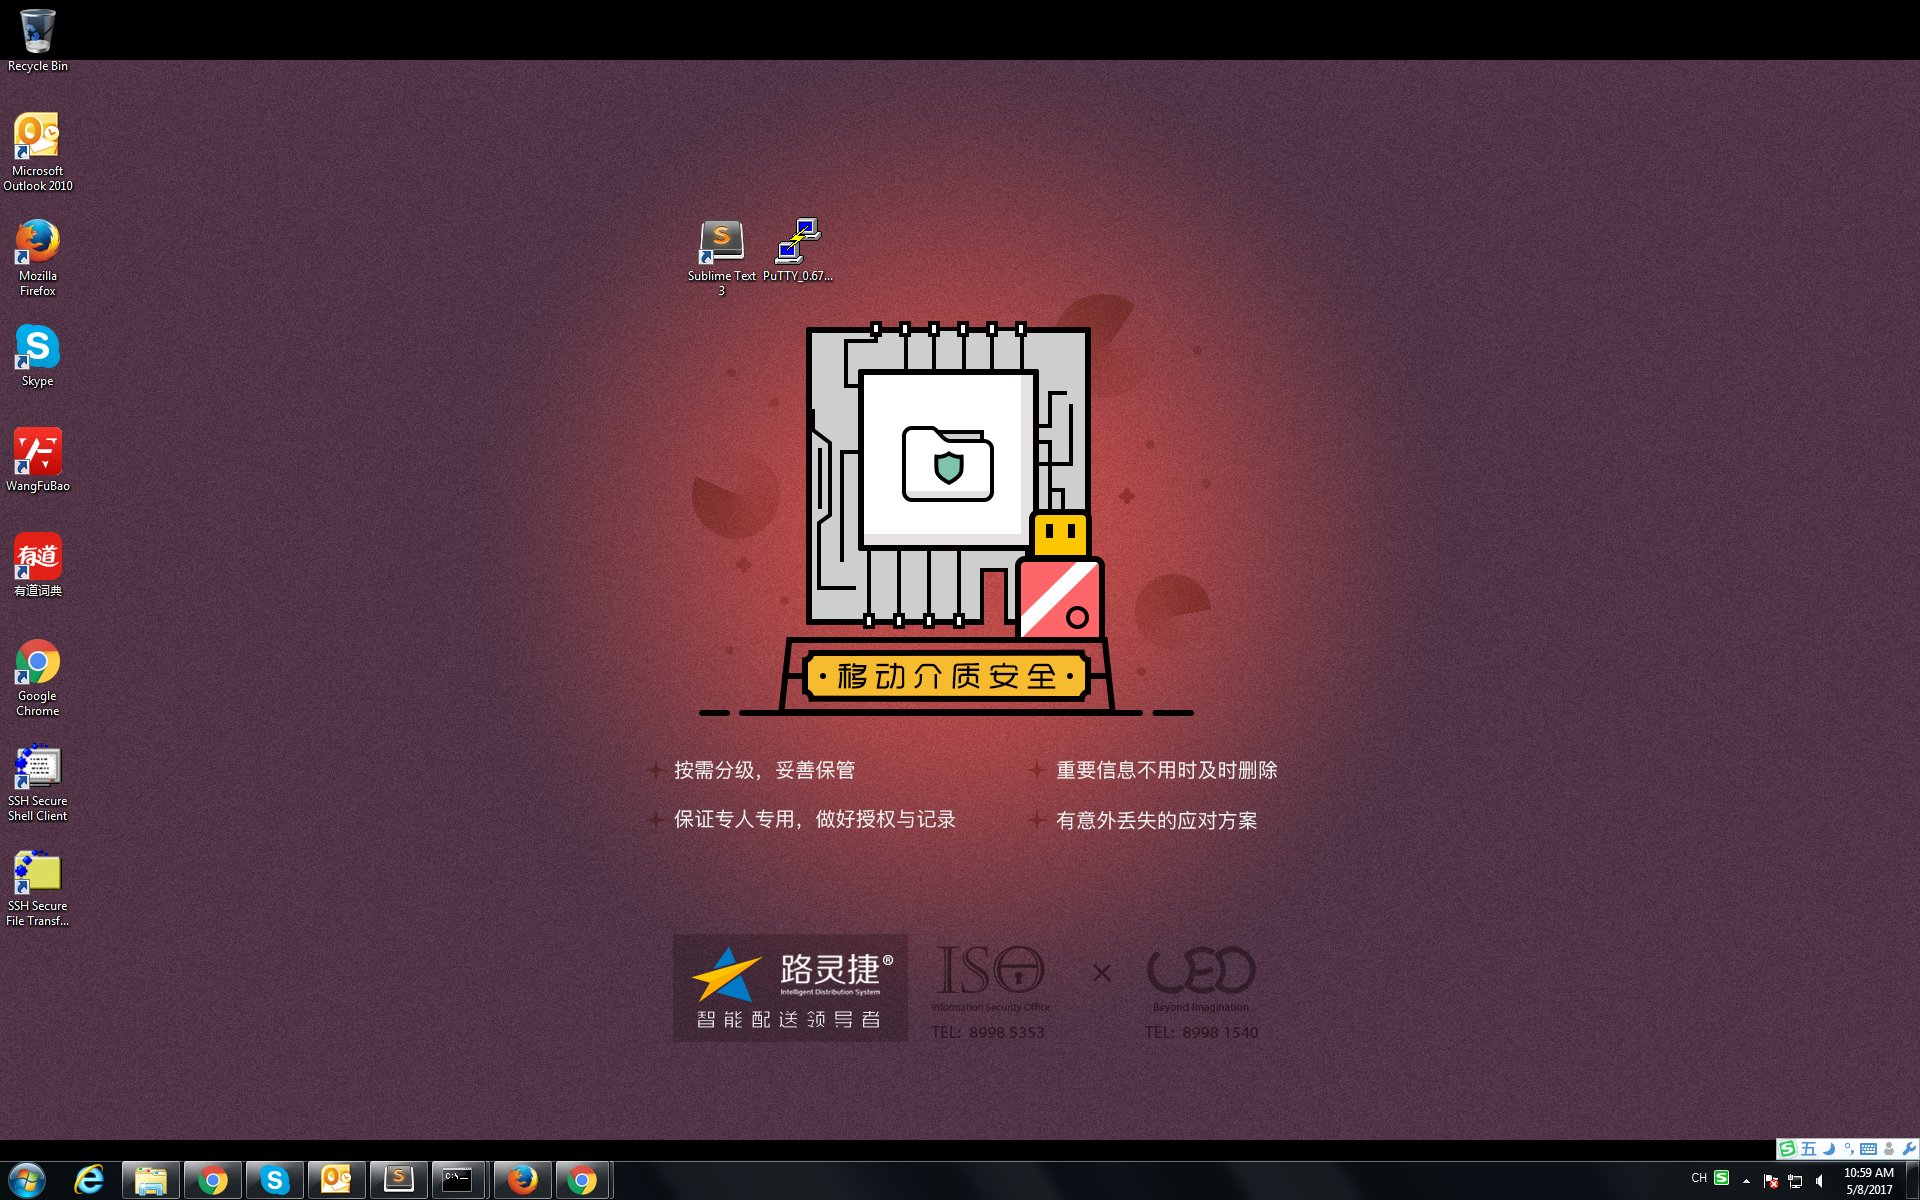 Recycle Bin
Microsoft
Outlook 2010
Mozilla
Firefox
Skype
WangFuBao
有道
有道词典
Google
Chrome
SSH Secure
Shell Client
SSH Secure
File Transf...
Sublime Text
3
PuTTY_0.67...
移动介质安全
按需分级，妥善保管
重要信息不用时及时删除
保证专人专用，做好授权与记录
有意外丢失的应对方案
路灵捷®
Intelligent Distribution System
智能配送领导者
ISO
Information Security Office
TEL: 8998 5353
×
UED
Beyond Imagination
TEL: 8998 1540
五
C:\
CH
10:59 AM
5/8/2017